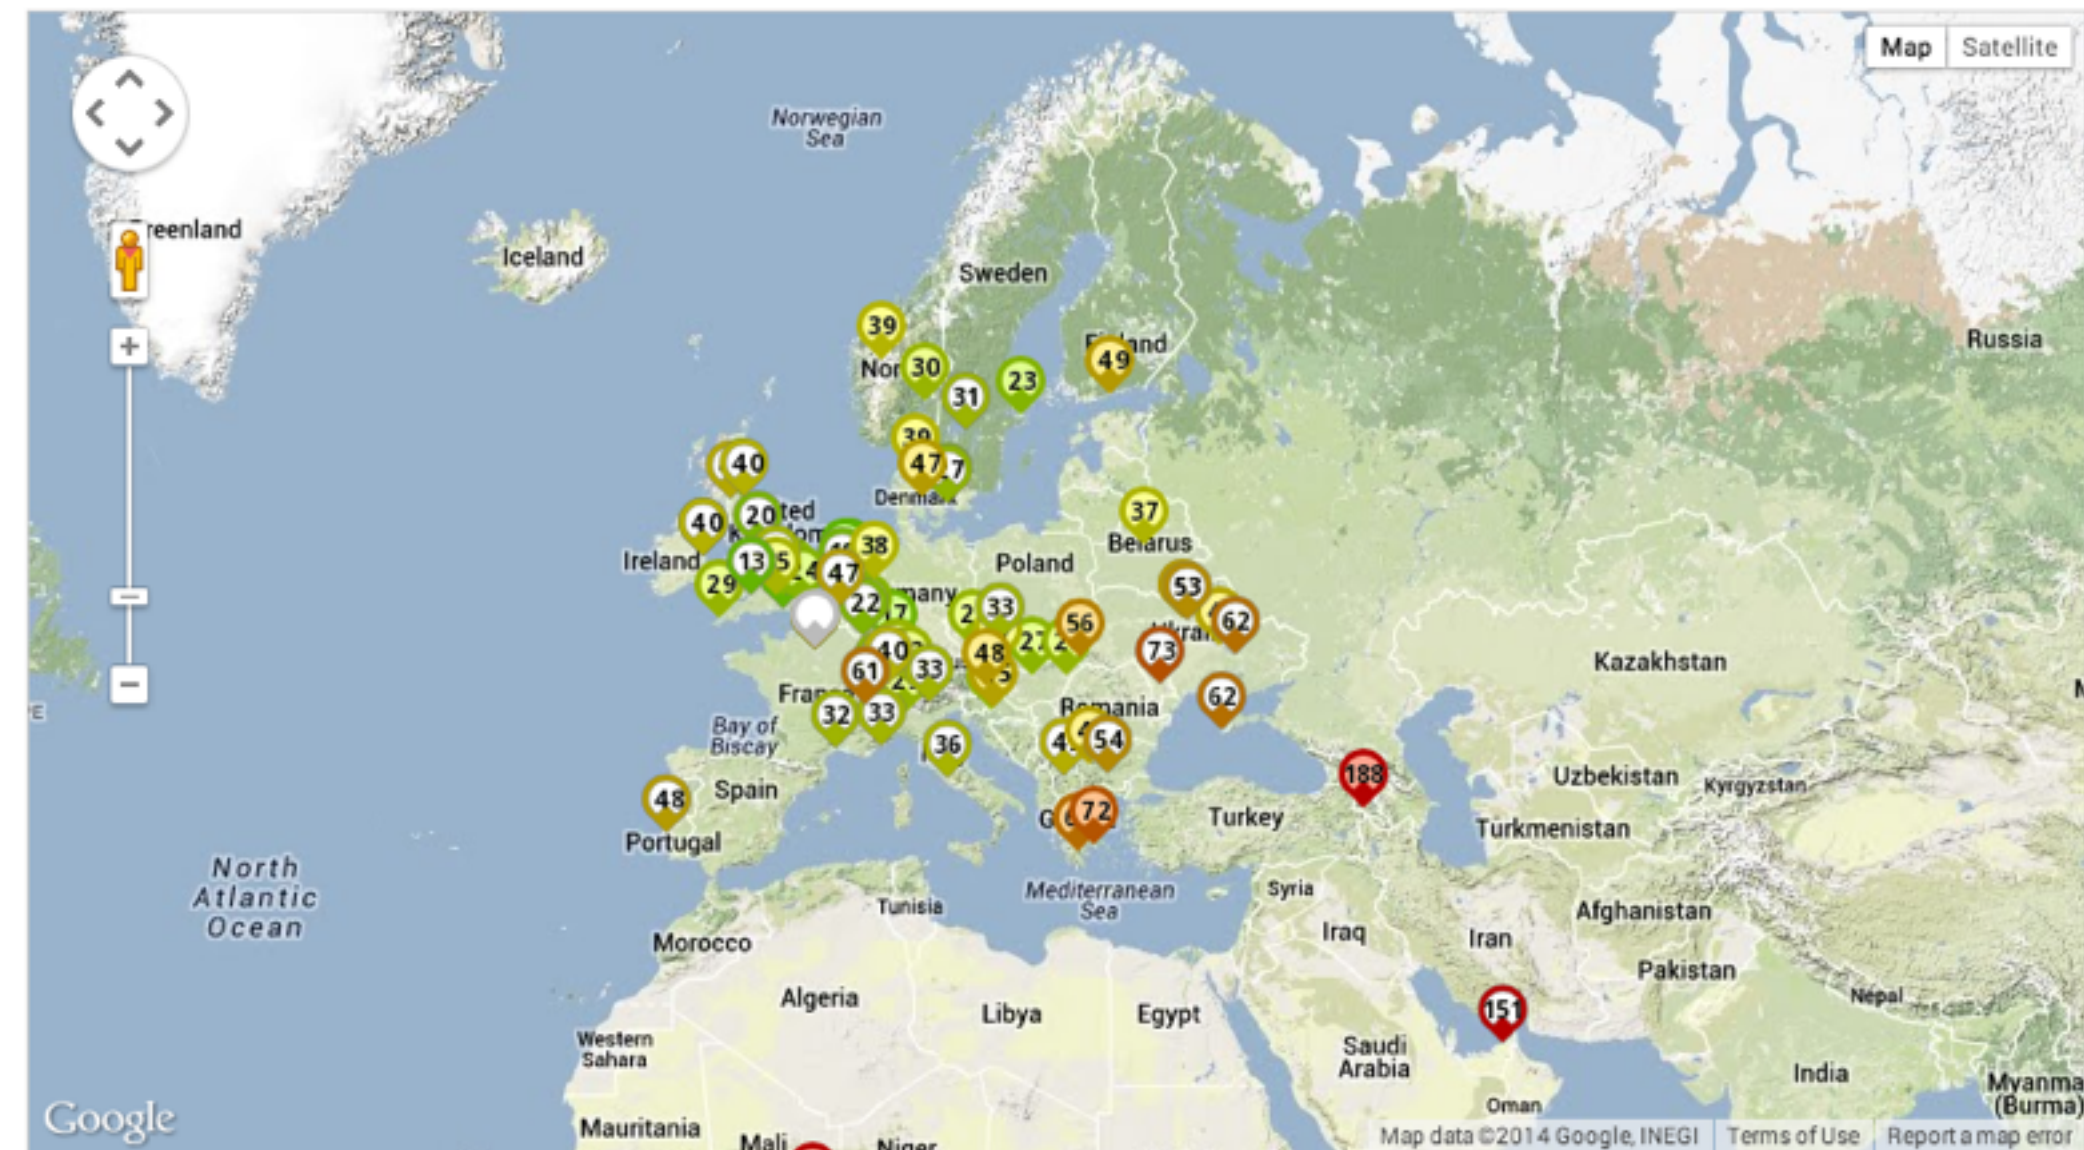 Map Satellite
Norwegian
Sea
Iceland
Sweden
39
Russia
30
23
49
31
40
47
Denmark
37
40
20
38
Belarus
13
47
Ireland
Poland
29
53
22
33
62
56
73
40
48
Kazakhstan
61
33
62
Romania
32
33
Bay of
Biscay
54
36
188
Uzbekistan
Kyrgyzstan
48
Spain
72
Turkey
Turkmenistan
Portugal
North
Atlantic
Ocean
Mediterranean
Sea
Syria
Tunisia
Afghanistan
Morocco
Iraq
Iran
Pakistan
Algeria
Libya
Egypt
Nepal
151
Western
Sahara
Saudi
Arabia
India
Myanma
(Burma)
Oman
Google
Mauritania
Mali
Niger
Map data ©2014 Google, INEGI Terms of Use Report a map error